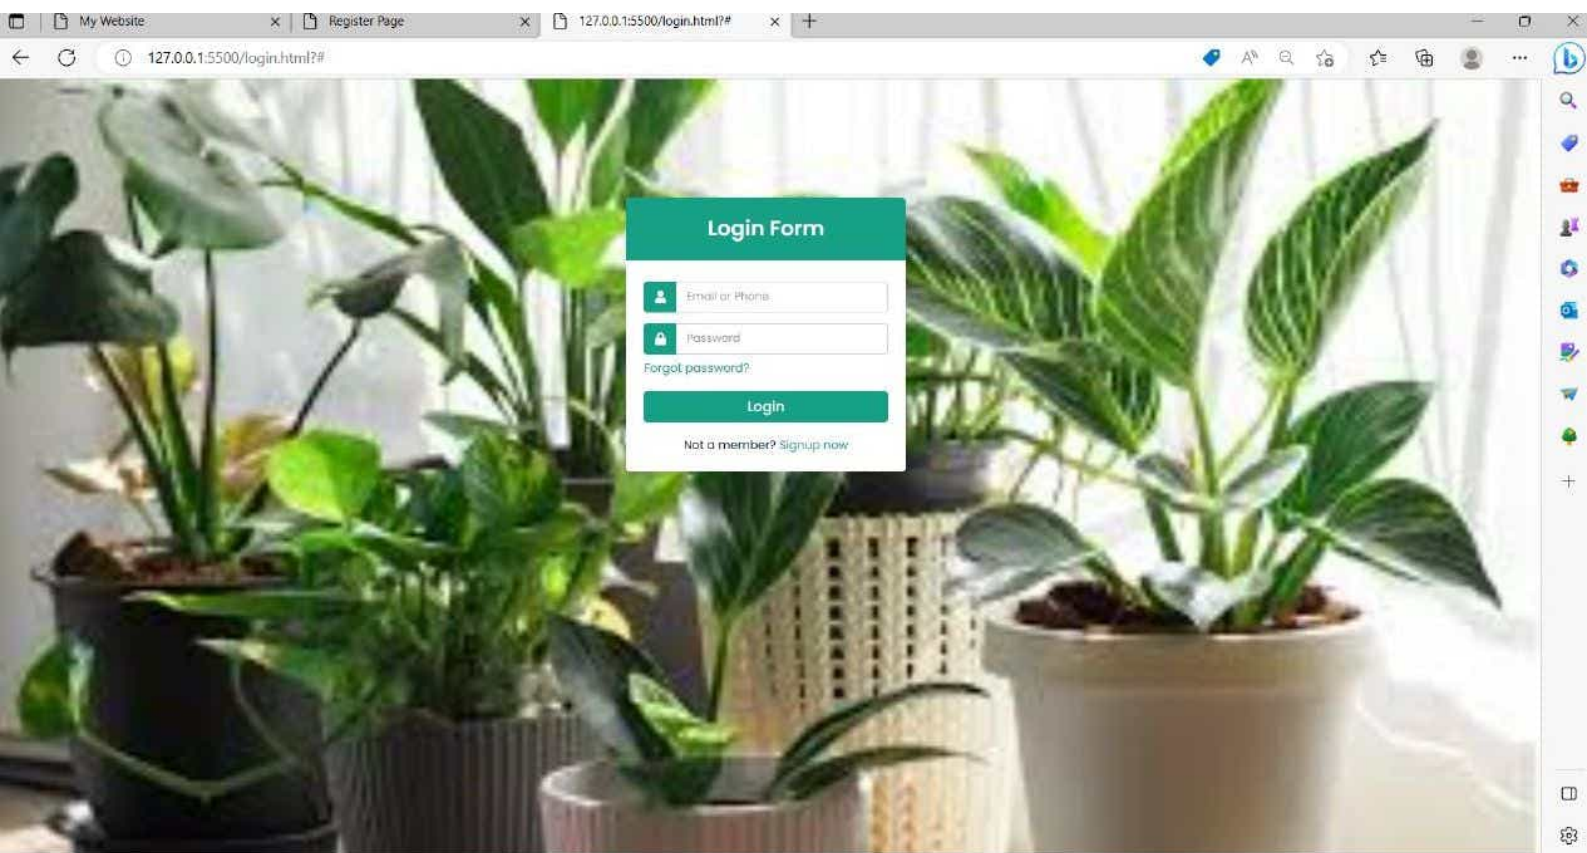 My Website
Register Page
127.0.0.1:5500/login.html?#
127.0.0.1:5500/login.html?#
Login Form
Email or Phone
Password
Forgot password?
Login
Not a member? Signup now